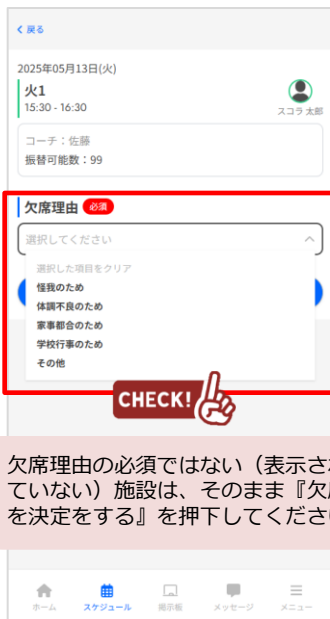 戻る
2025年05月13日(火)
火1
15:30 - 16:30
スコラ 太郎
コーチ：佐藤
振替可能数：99
欠席理由 必須
選択してください
選択した項目をクリア
怪我のため
体調不良のため
家事都合のため
学校行事のため
その他
CHECK!
欠席理由の必須ではない（表示さ
ていない）施設は、そのまま『欠
を決定をする』を押下してくださ
ホーム
スケジュール
掲示板
メッセージ
メニュー